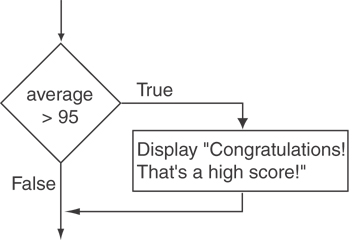 average
> 95
True
Display "Congratulations!
That's a high score!"
False